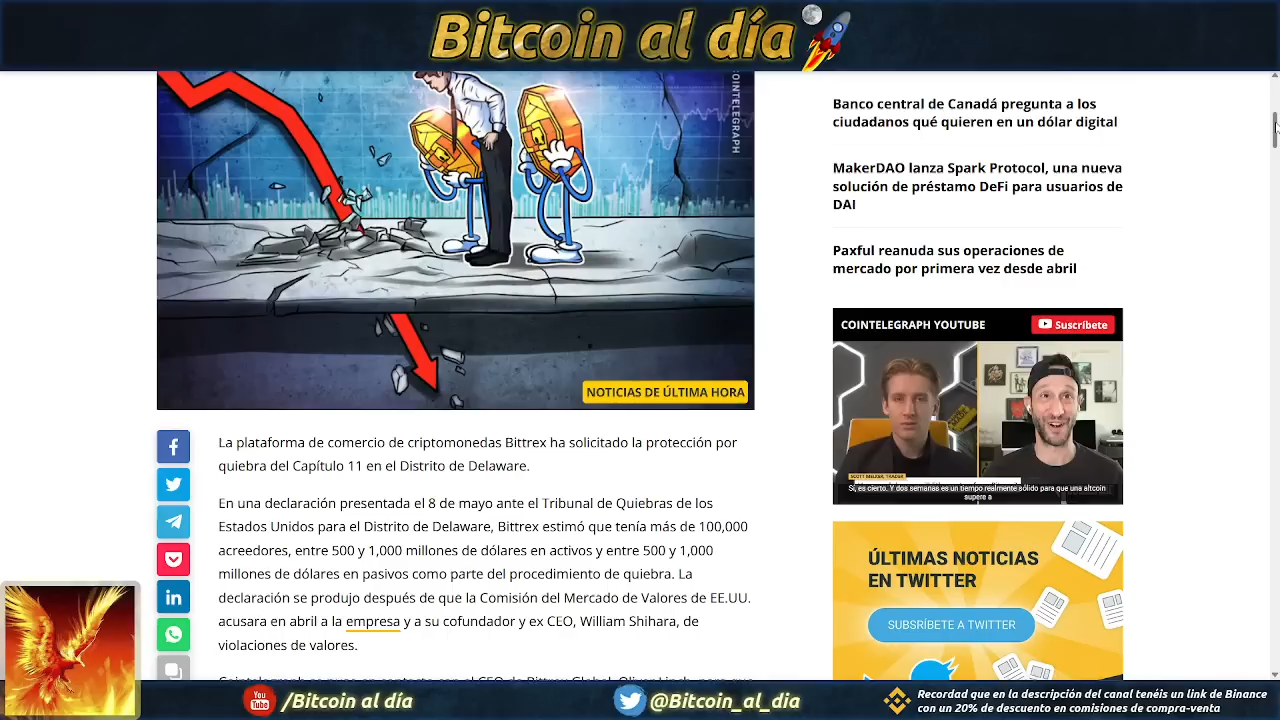 Bitcoin al día
COINTELEGRAPH
NOTICIAS DE ÚLTIMA HORA
La plataforma de comercio de criptomonedas Bittrex ha solicitado la protección por
quiebra del Capítulo 11 en el Distrito de Delaware.
En una declaración presentada el 8 de mayo ante el Tribunal de Quiebras de los
Estados Unidos para el Distrito de Delaware, Bittrex estimó que tenía más de 100,000
acreedores, entre 500 y 1,000 millones de dólares en activos y entre 500 y 1,000
millones de dólares en pasivos como parte del procedimiento de quiebra. La
declaración se produjo después de que la Comisión del Mercado de Valores de EE.UU.
acusara en abril a la empresa y a su cofundador y ex CEO, William Shihara, de
violaciones de valores.
Banco central de Canadá pregunta a los
ciudadanos qué quieren en un dólar digital
MakerDAO lanza Spark Protocol, una nueva
solución de préstamo DeFi para usuarios de
DAI
Paxful reanuda sus operaciones de
mercado por primera vez desde abril
COINTELEGRAPH YOUTUBE
Suscríbete
SCOTT MELKER, TRADER
Sí, es cierto. Y dos semanas es un tiempo realmente sólido para que una altcoin
supere a
ÚLTIMAS NOTICIAS
EN TWITTER
SUBSRÍBETE A TWITTER
You
Tube
/Bitcoin al día
@Bitcoin_al_dia
Recordad que en la descripción del canal tenéis un link de Binance
con un 20% de descuento en comisiones de compra-venta